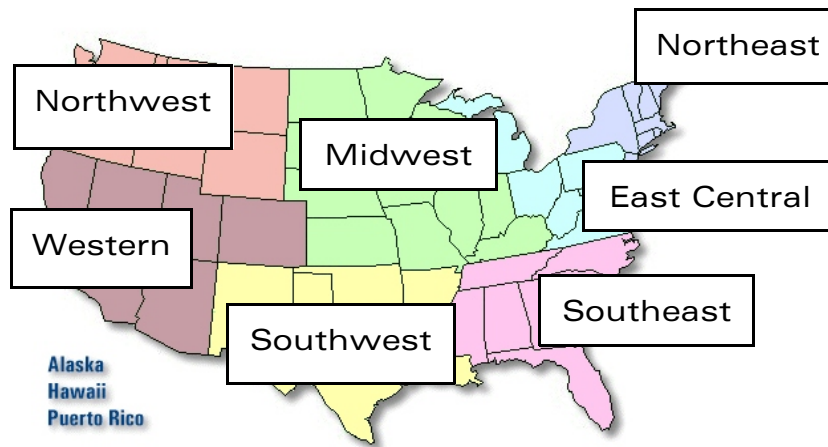 Northeast
Northwest
Midwest
East Central
Western
Southeast
Southwest
Alaska
Hawaii
Puerto Rico